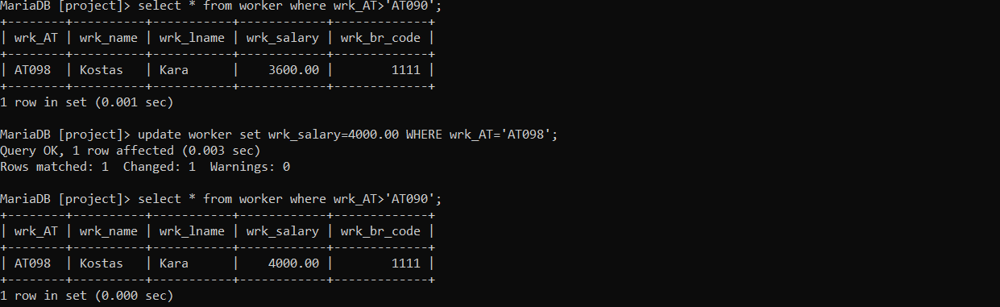 MariaDB [project]> select * from worker where wrk_AT>'AT090';
+--------+----------+-----------+------------+-------------+
| wrk_AT | wrk_name | wrk_lname | wrk_salary | wrk_br_code |
+--------+----------+-----------+------------+-------------+
| AT098  | Kostas   | Kara      |    3600.00 |        1111 |
+--------+----------+-----------+------------+-------------+
1 row in set (0.001 sec)

MariaDB [project]> update worker set wrk_salary=4000.00 WHERE wrk_AT='AT098';
Query OK, 1 row affected (0.003 sec)
Rows matched: 1  Changed: 1  Warnings: 0

MariaDB [project]> select * from worker where wrk_AT>'AT090';
+--------+----------+-----------+------------+-------------+
| wrk_AT | wrk_name | wrk_lname | wrk_salary | wrk_br_code |
+--------+----------+-----------+------------+-------------+
| AT098  | Kostas   | Kara      |    4000.00 |        1111 |
+--------+----------+-----------+------------+-------------+
1 row in set (0.000 sec)